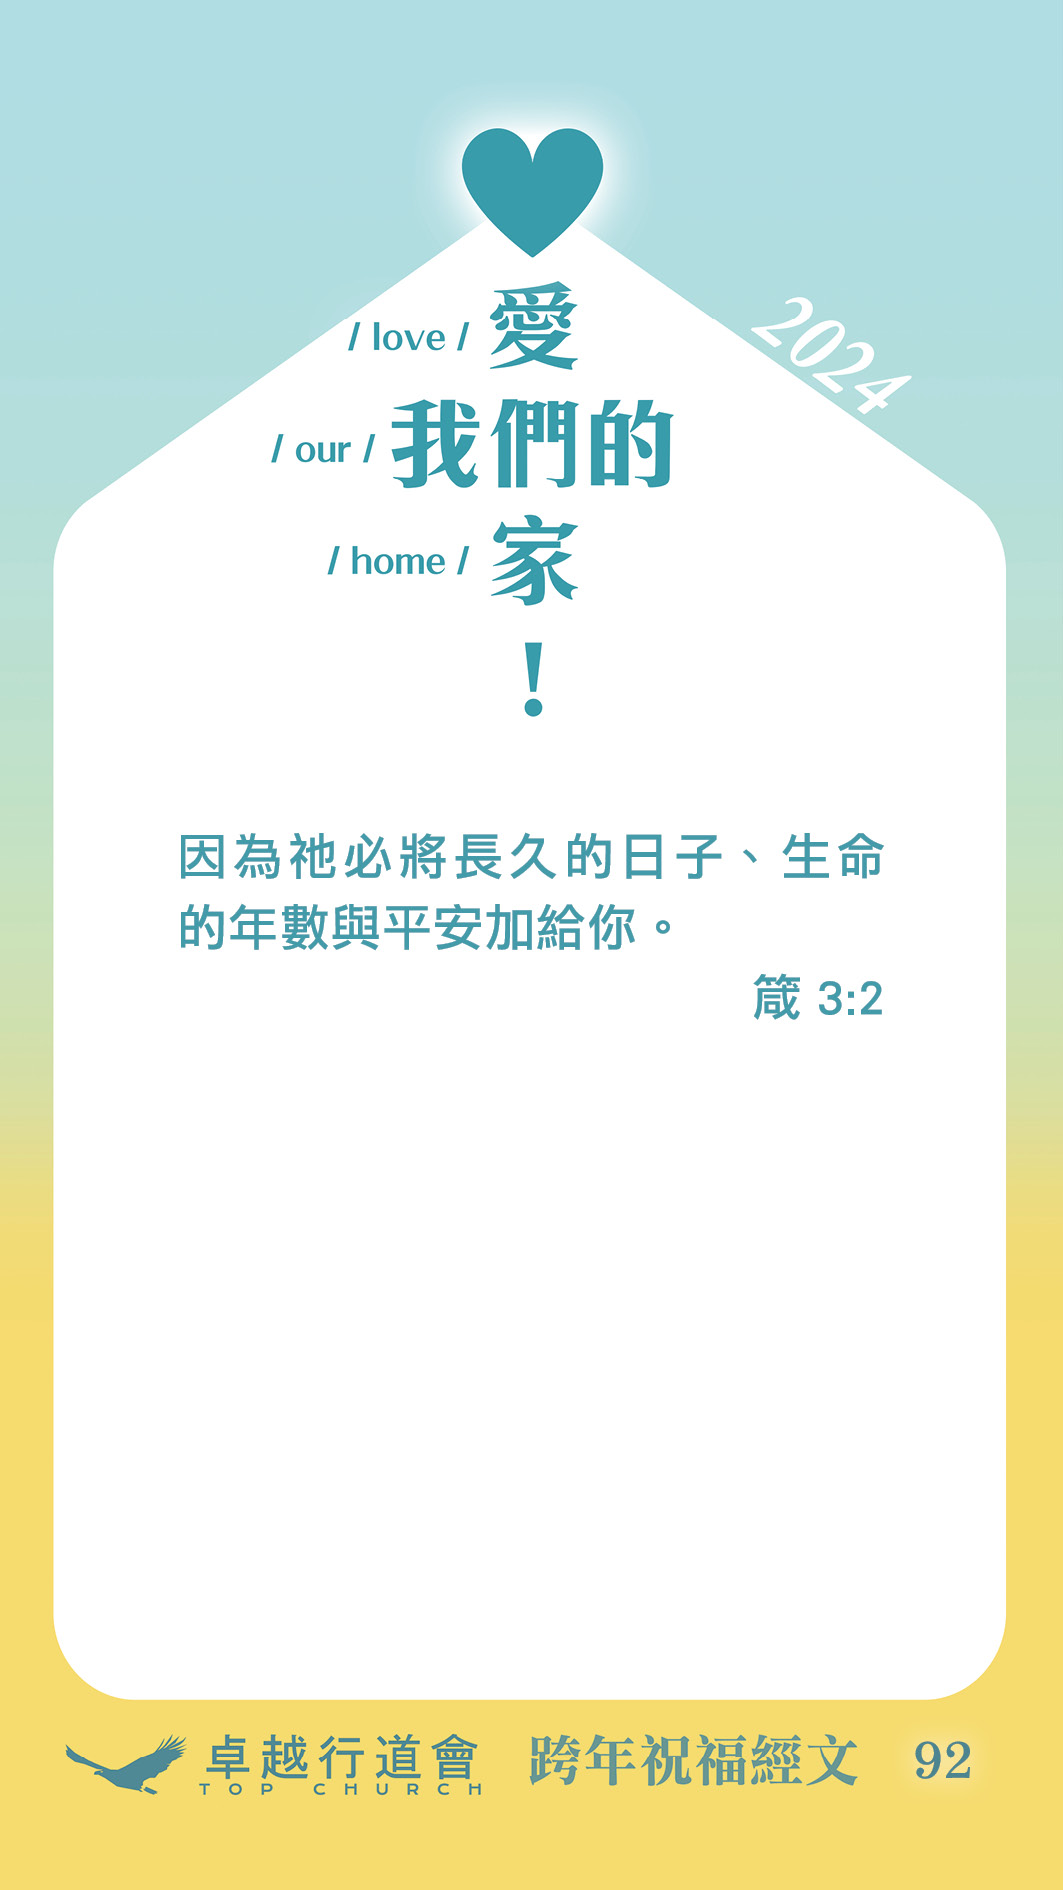 2024
/ love / 愛
/ our / 我們的
/ home / 家
!
因為祂必將長久的日子、生命
的年數與平安加給你。
箴 3:2
卓越行道會 跨年祝福經文 92
TOP CHURCH